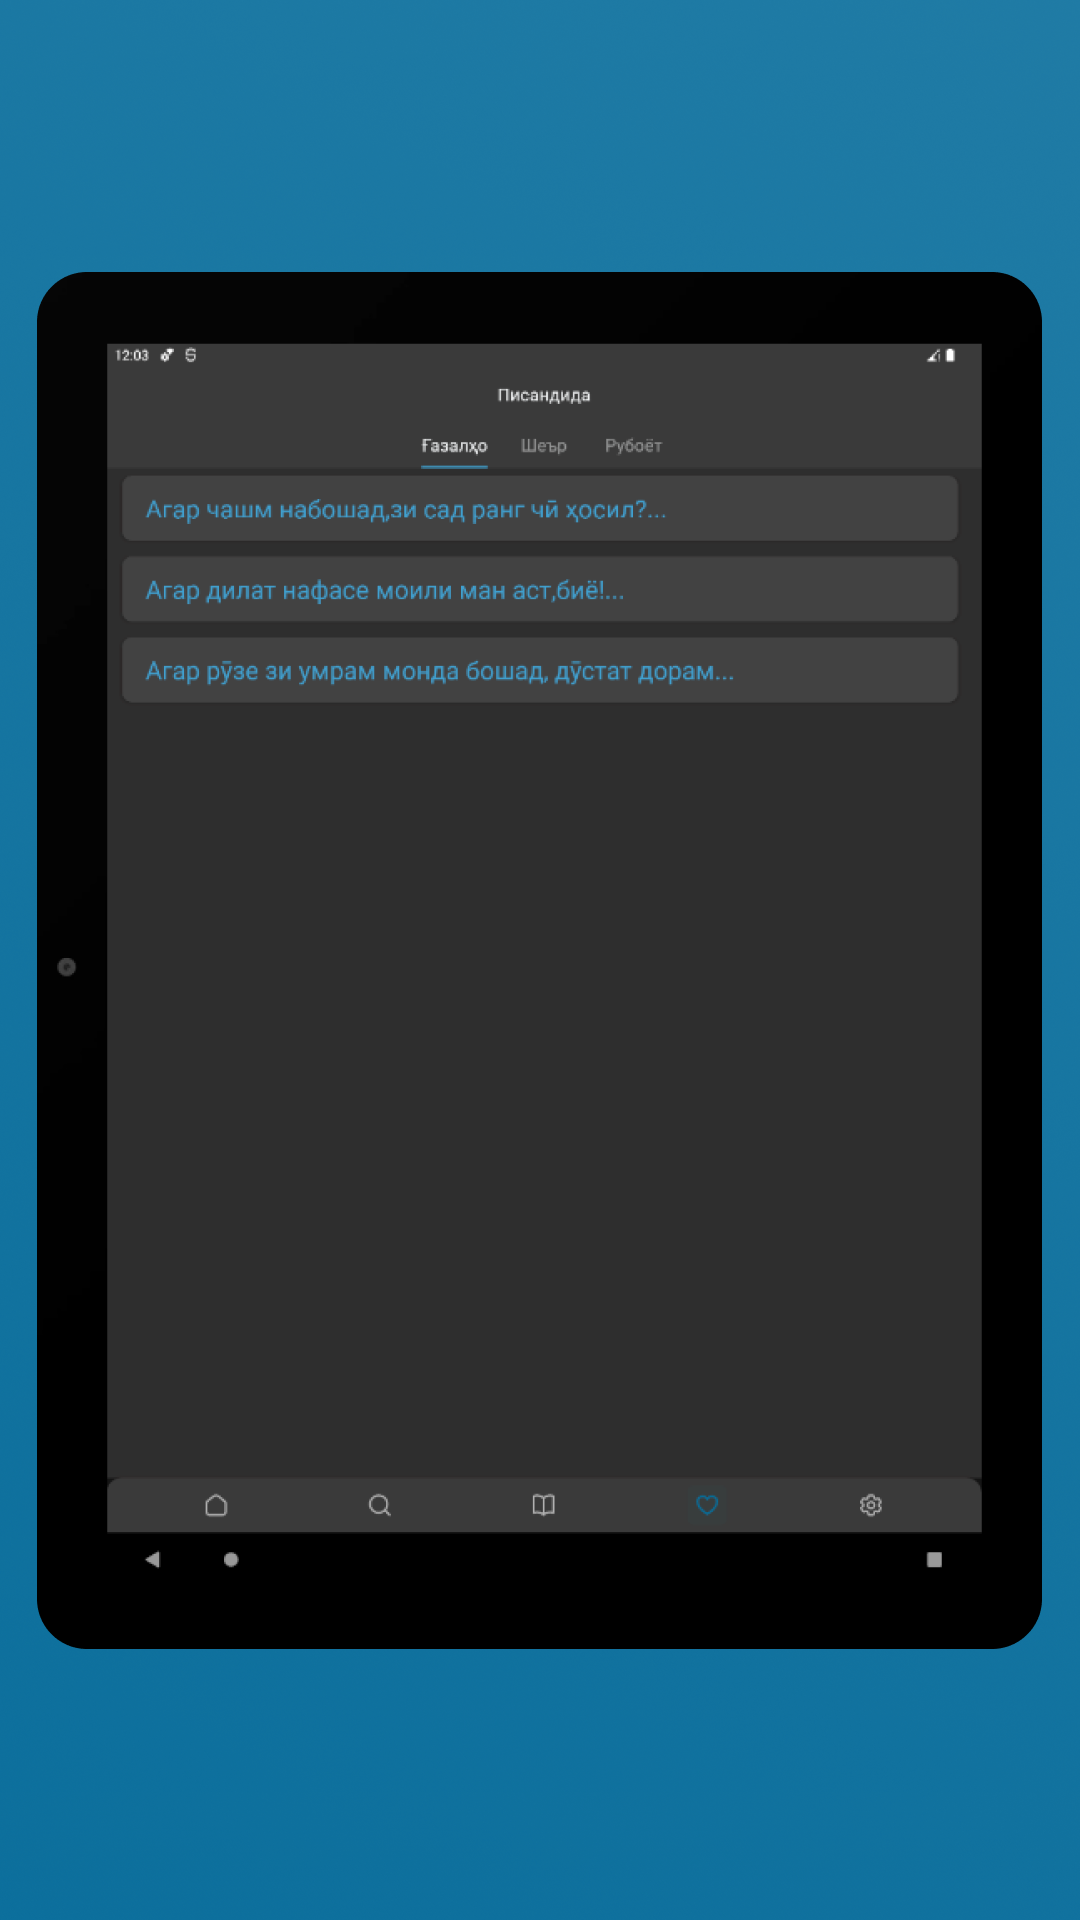 12:03
Писандида
Ғазалҳо Шеър Рубоёт
Агар чашм набошад,зи сад ранг чӣ ҳосил?...
Агар дилат нафасе моили ман аст,биё!...
Агар рӯзе зи умрам монда бошад, дӯстат дорам...